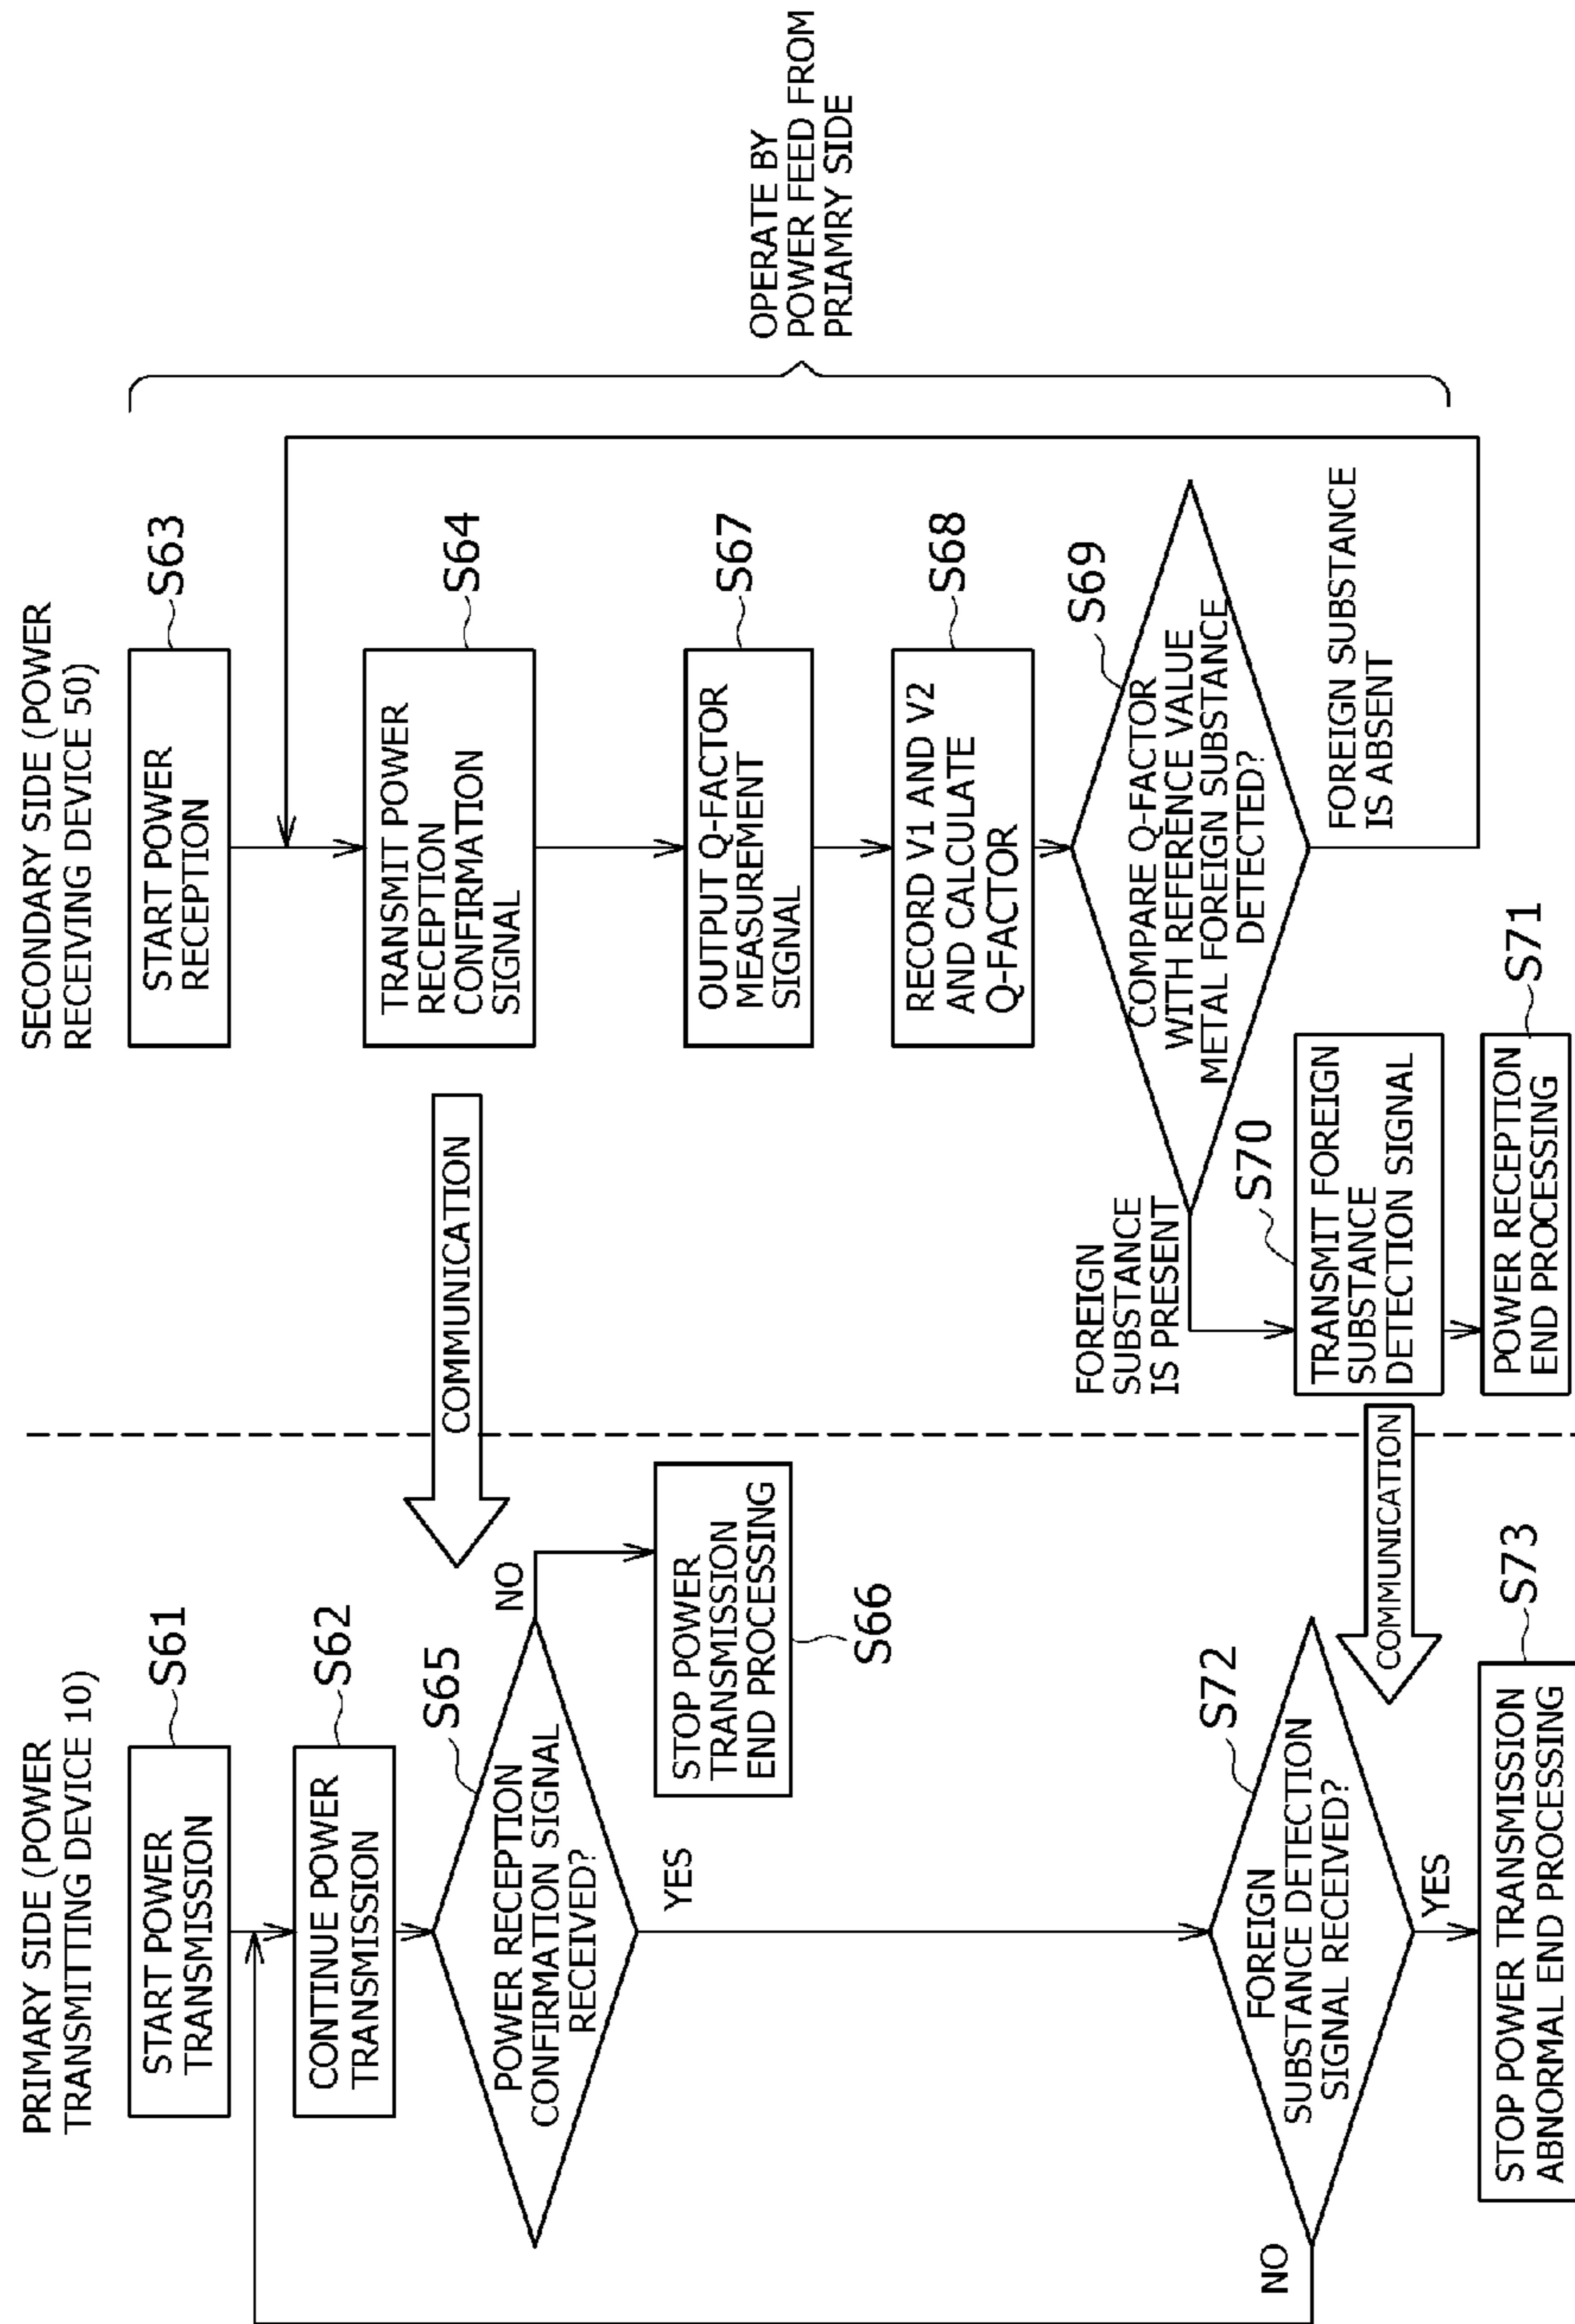 PRIMARY SIDE (POWER
TRANSMITTING DEVICE 10)
START POWER
TRANSMISSION
S61
CONTINUE POWER
TRANSMISSION
S62
POWER RECEPTION
CONFIRMATION SIGNAL
RECEIVED?
S65
NO
STOP POWER
TRANSMISSION
END PROCESSING
S66
YES
FOREIGN
SUBSTANCE DETECTION
SIGNAL RECEIVED?
S72
NO
YES
STOP POWER TRANSMISSION
ABNORMAL END PROCESSING
S73
COMMUNICATION
COMMUNICATION
SECONDARY SIDE (POWER
RECEIVING DEVICE 50)
START POWER
RECEPTION
S63
TRANSMIT POWER
RECEPTION
CONFIRMATION
SIGNAL
S64
OUTPUT Q-FACTOR
MEASUREMENT
SIGNAL
S67
RECORD V1 AND V2
AND CALCULATE
Q-FACTOR
S68
COMPARE Q-FACTOR
WITH REFERENCE VALUE
METAL FOREIGN SUBSTANCE
DETECTED?
S69
FOREIGN
SUBSTANCE
IS PRESENT
FOREIGN SUBSTANCE
IS ABSENT
TRANSMIT FOREIGN
SUBSTANCE
DETECTION SIGNAL
S70
POWER RECEPTION
END PROCESSING
S71
OPERATE BY
POWER FEED FROM
PRIAMRY SIDE